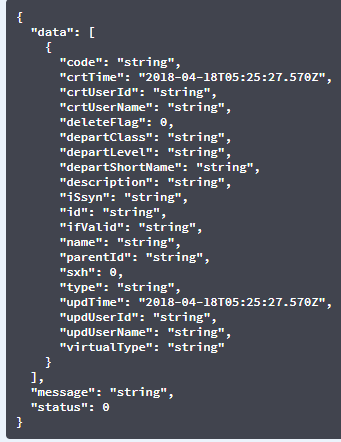 {
  "data": [
    {
      "code": "string",
      "crtTime": "2018-04-18T05:25:27.570Z",
      "crtUserId": "string",
      "crtUserName": "string",
      "deleteFlag": 0,
      "departClass": "string",
      "departLevel": "string",
      "departShortName": "string",
      "description": "string",
      "iSsyn": "string",
      "id": "string",
      "ifValid": "string",
      "name": "string",
      "parentId": "string",
      "sxh": 0,
      "type": "string",
      "updTime": "2018-04-18T05:25:27.570Z",
      "updUserId": "string",
      "updUserName": "string",
      "virtualType": "string"
    }
  ],
  "message": "string",
  "status": 0
}